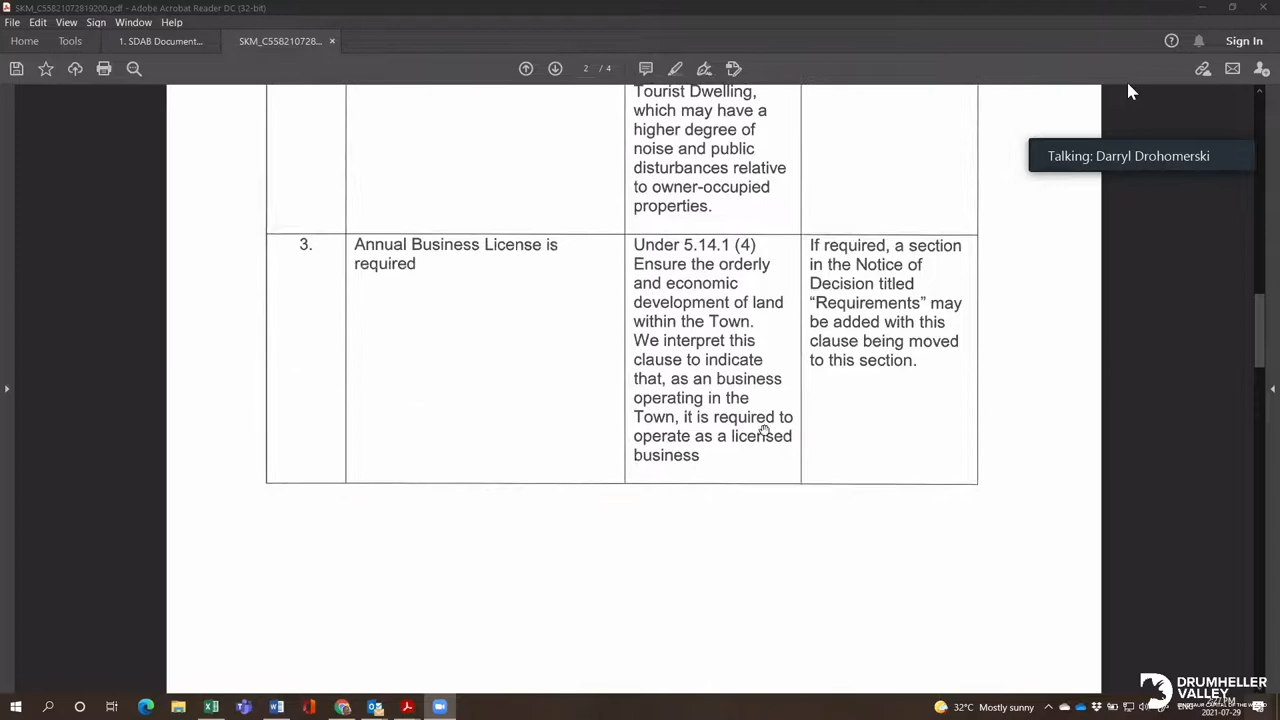 SKM_C55821072819200.pdf - Adobe Acrobat Reader DC (32-bit)
File Edit View Sign Window Help
Home Tools 1. SDAB Document... SKM_C558210728... × Sign In
2 / 4
Tourist Dwelling,
which may have a
higher degree of
noise and public
disturbances relative
to owner-occupied
properties.
Talking: Darryl Drohomerski
3.
Annual Business License is
required
Under 5.14.1 (4)
Ensure the orderly
and economic
development of land
within the Town.
We interpret this
clause to indicate
that, as an business
operating in the
Town, it is required to
operate as a licensed
business
If required, a section
in the Notice of
Decision titled
“Requirements” may
be added with this
clause being moved
to this section.
DRUMHELLER
VALLEY
32°C Mostly sunny
ENG
2021-07-29